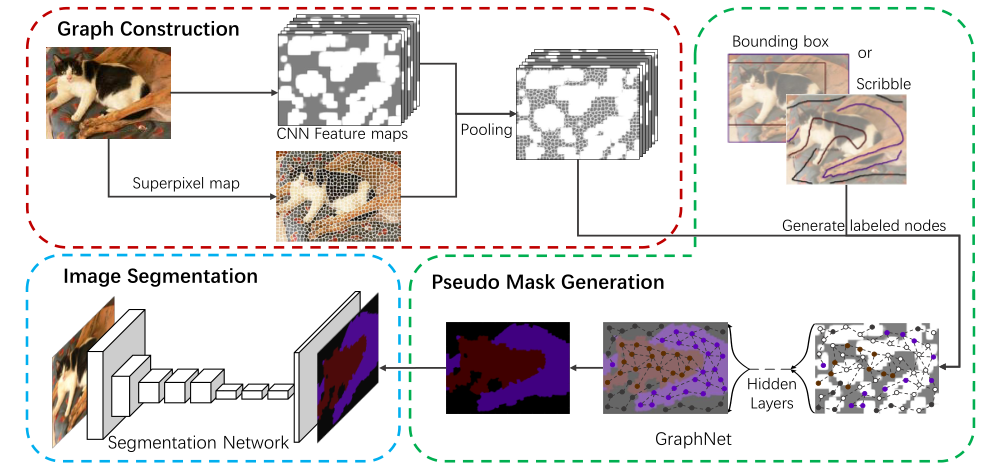 Graph Construction
CNN Feature maps
Superpixel map
Pooling
Bounding box
or
Scribble
Generate labeled nodes
Image Segmentation
Segmentation Network
Pseudo Mask Generation
Hidden
Layers
GraphNet